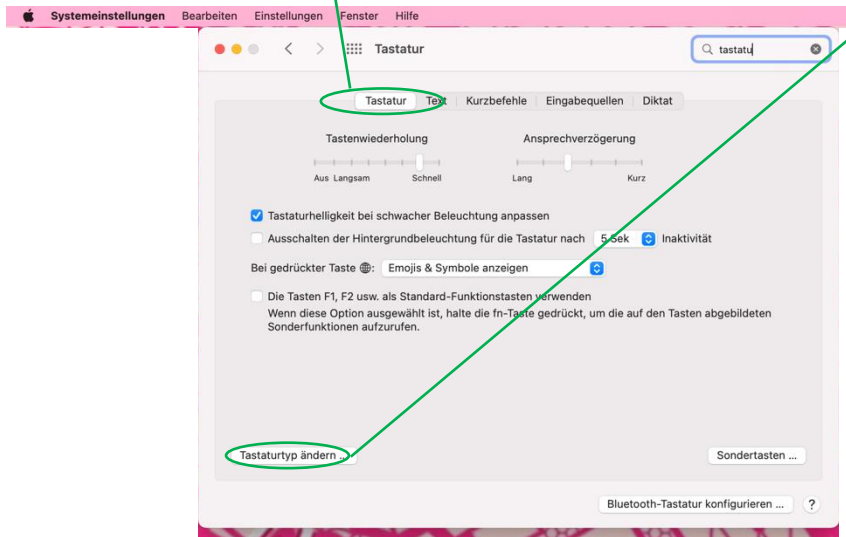 Systemeinstellungen Bearbeiten Einstellungen Fenster Hilfe
Tastatur
tastatu
Tastatur Text Kurzbefehle Eingabequellen Diktat
Tastenwiederholung Ansprechverzögerung
Aus Langsam Schnell Lang Kurz
Tastaturhelligkeit bei schwacher Beleuchtung anpassen
Ausschalten der Hintergrundbeleuchtung für die Tastatur nach 5 Sek Inaktivität
Bei gedrückter Taste : Emojis & Symbole anzeigen
Die Tasten F1, F2 usw. als Standard-Funktionstasten verwenden
Wenn diese Option ausgewählt ist, halte die fn-Taste gedrückt, um die auf den Tasten abgebildeten
Sonderfunktionen aufzurufen.
Tastaturtyp ändern ... Sondertasten ...
Bluetooth-Tastatur konfigurieren ... ?